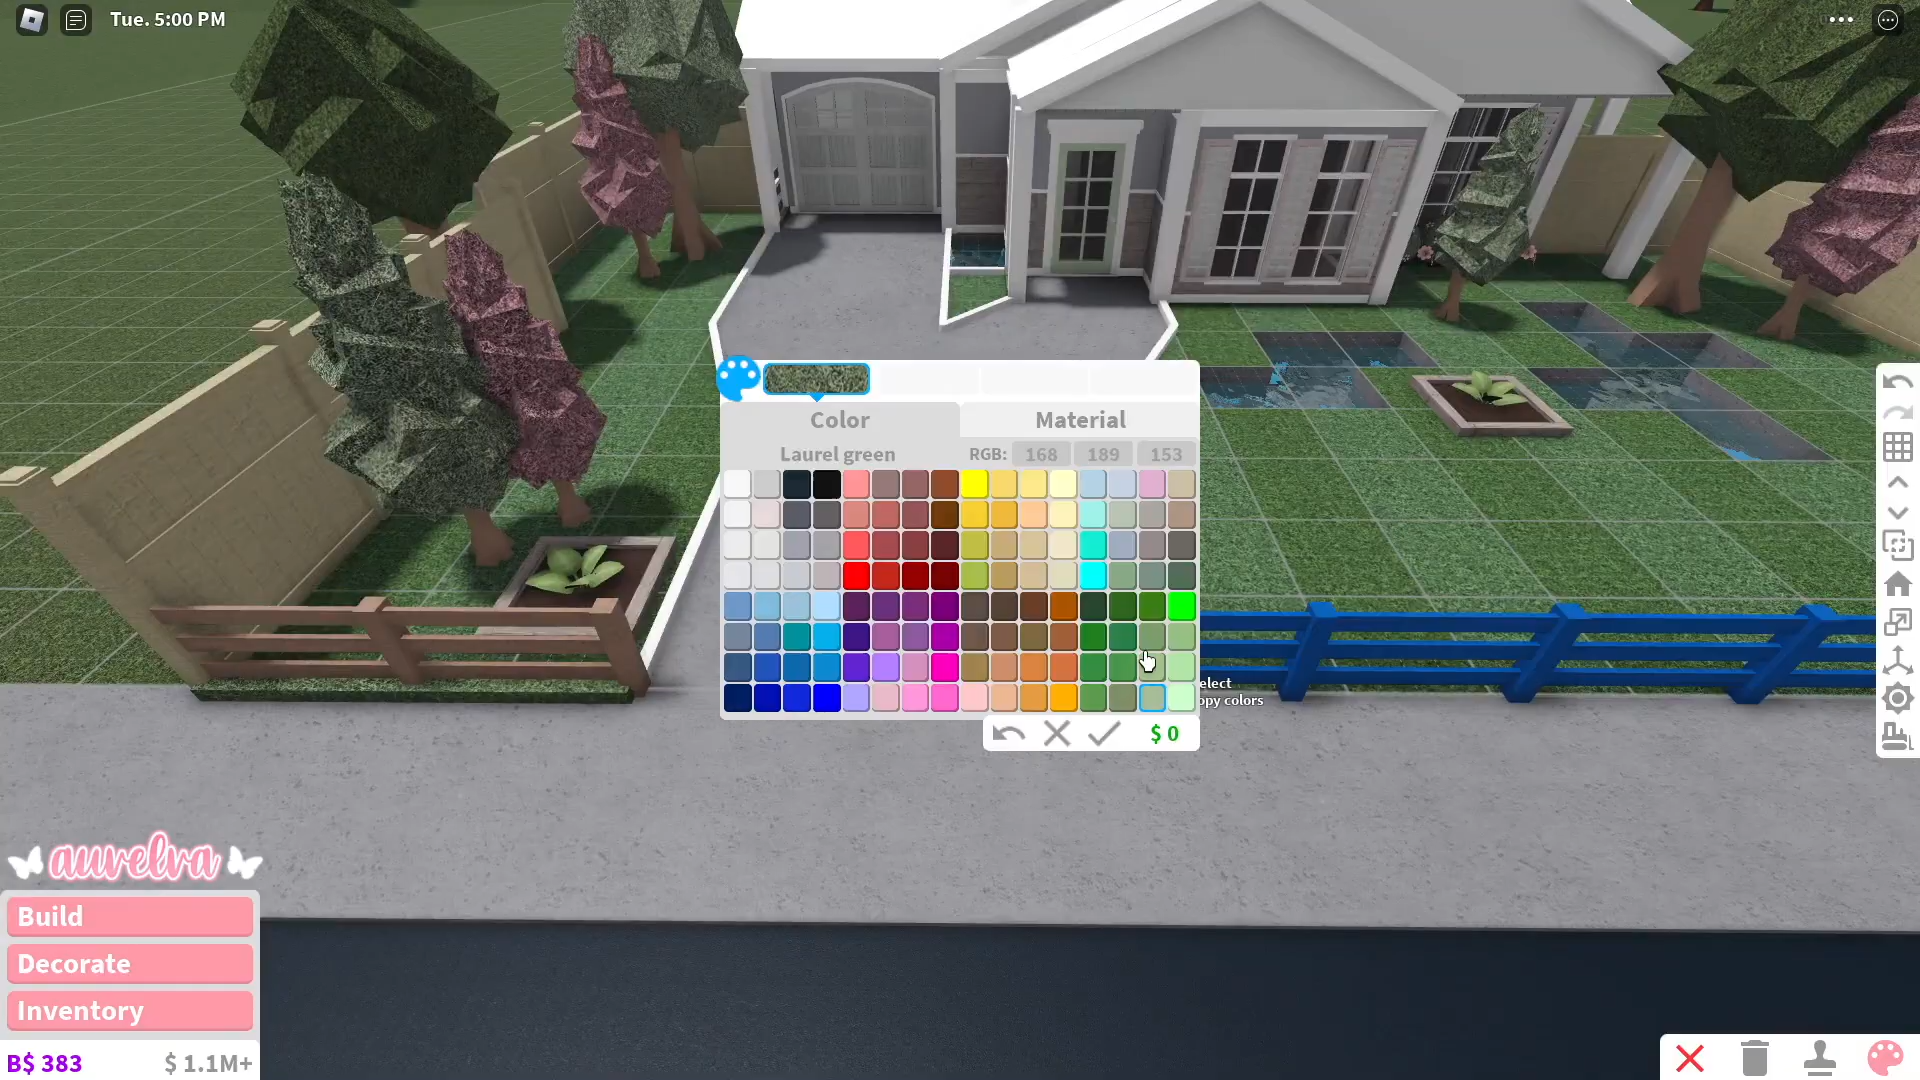 Tue. 5:00 PM
Color
Material
Laurel green
RGB: 168 189 153
elect
opy colors
$ 0
aurelva
Build
Decorate
Inventory
B$ 383
$ 1.1M+